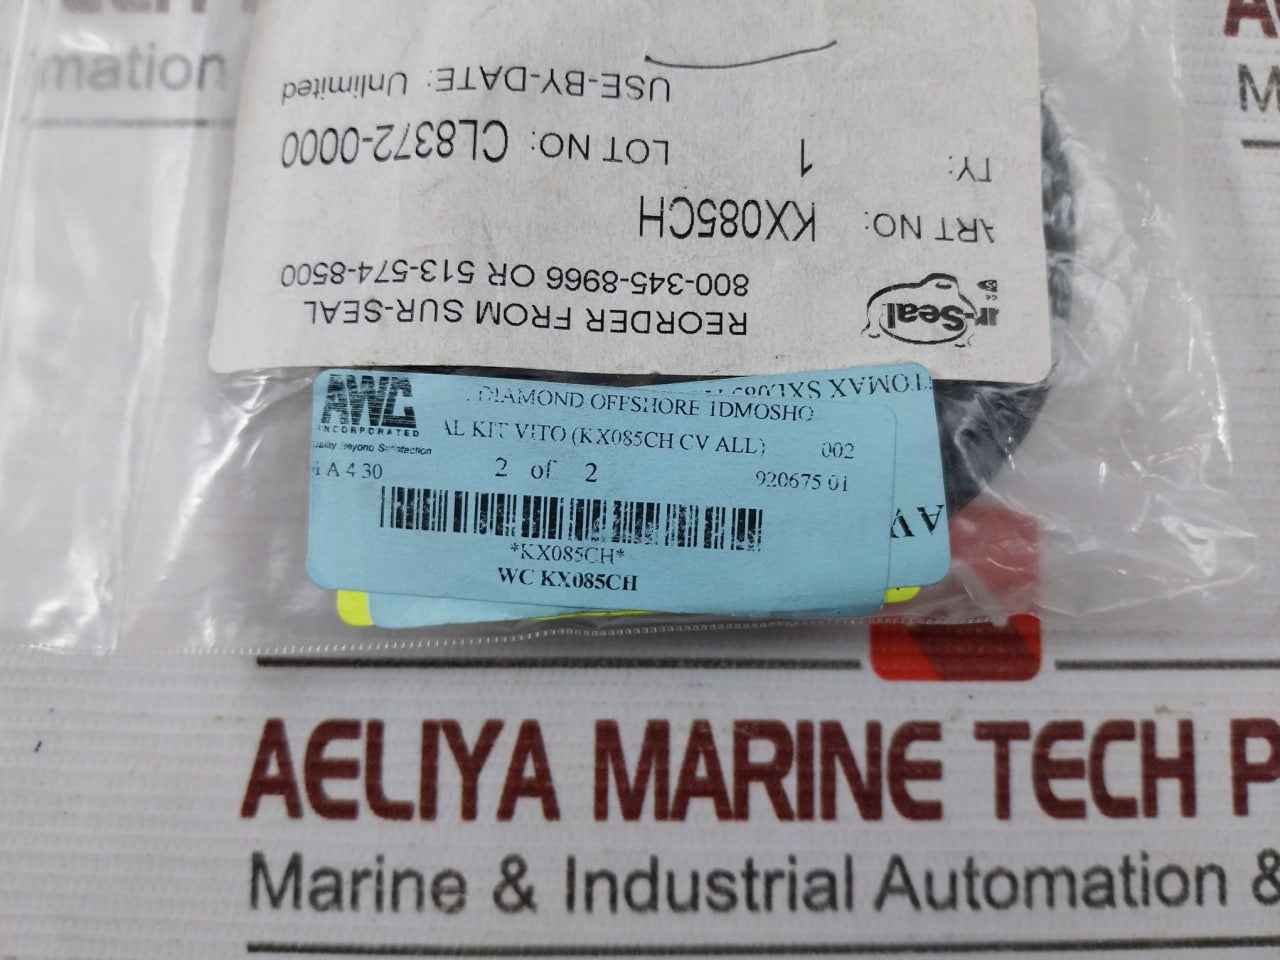 REORDER FROM SUR-SEAL
800-345-8966 OR 513-574-8500
ART NO: KX085CH
TY: 1 LOT NO: CL8372-0000
USE-BY-DATE: Unlimited
r-Seal
AWC
INCORPORATED
DIAMOND OFFSHORE 1DMOSHO
AL KIT VITO (KX085CH CV ALL) 002
A 4 30 2 of 2 920675 01
*KX085CH*
WC KX085CH
TOMAX
AELIYA MARINE TECH P
Marine & Industrial Automation &
mation
M